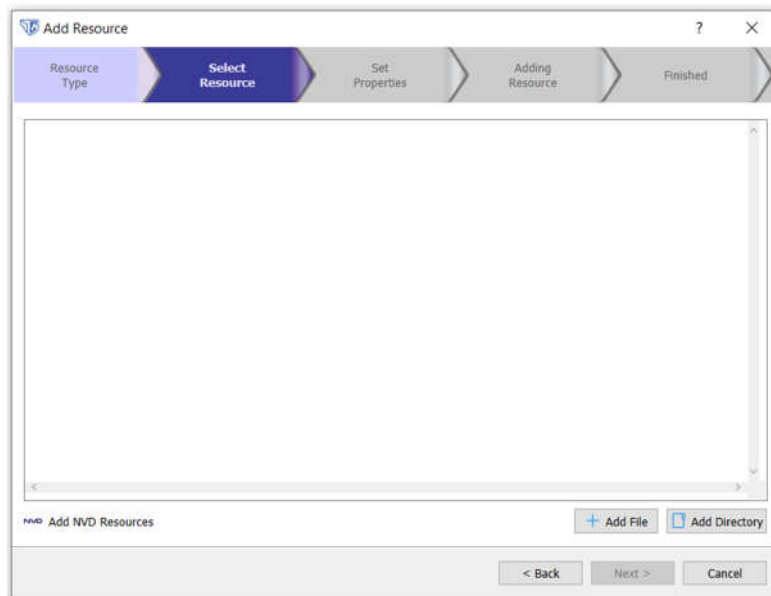 Add Resource
?
Resource
Type
Select
Resource
Set
Properties
Adding
Resource
Finished
NVD Add NVD Resources
+ Add File
Add Directory
< Back
Next >
Cancel